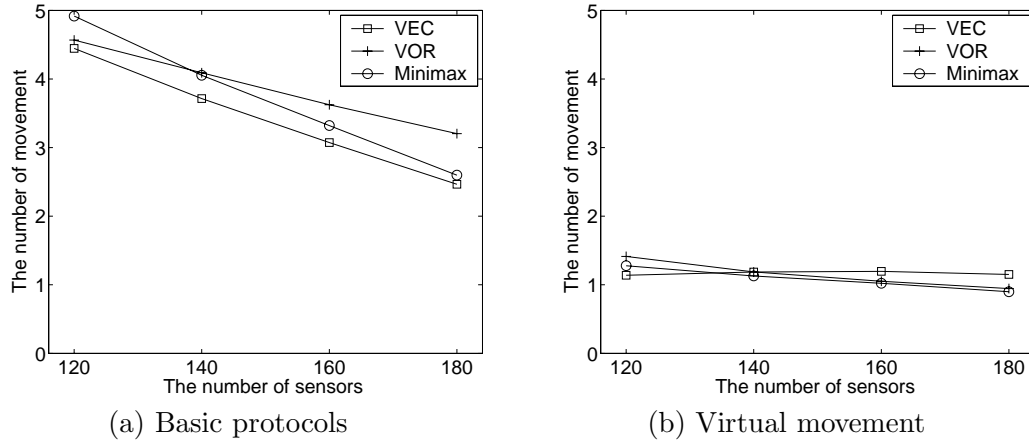 5
4
3
2
1
0
120
140
160
180
The number of movement
The number of sensors
VEC
VOR
Minimax
(a) Basic protocols
5
4
3
2
1
0
120
140
160
180
The number of movement
The number of sensors
VEC
VOR
Minimax
(b) Virtual movement